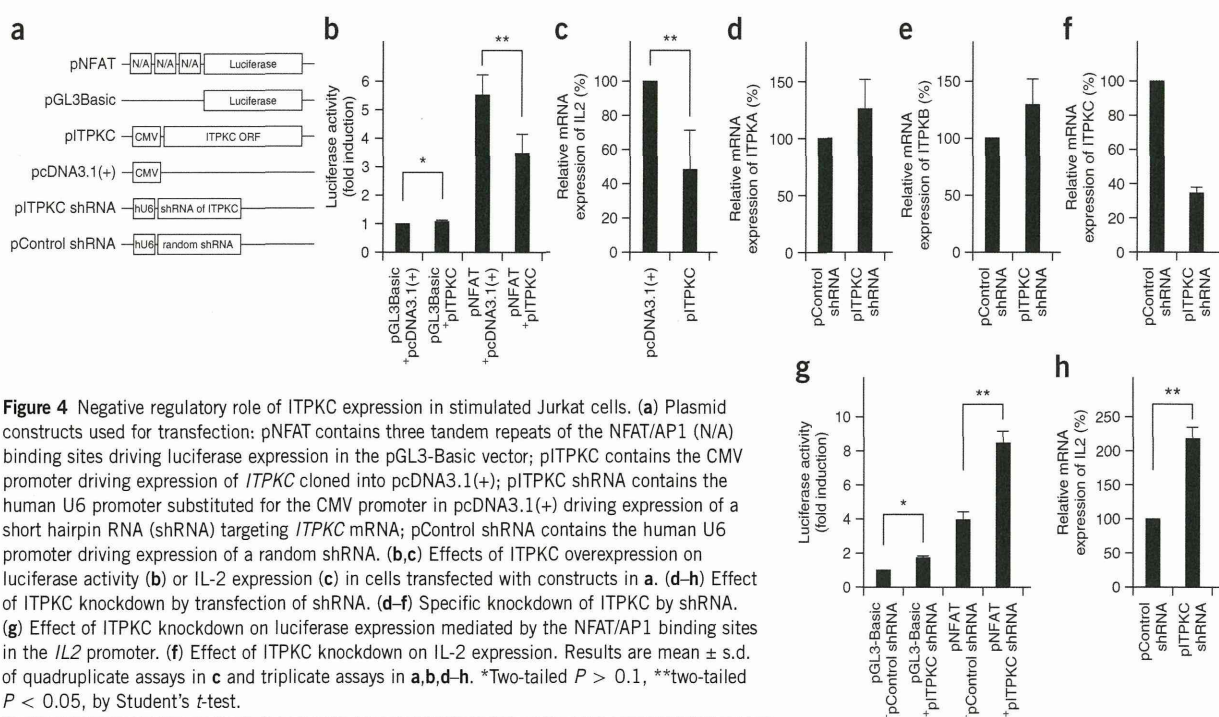 a
pNFAT
N/A N/A N/A Luciferase
pGL3Basic
Luciferase
pITPKC
CMV ITPKC ORF
pcDNA3.1(+)
CMV
pITPKC shRNA
hU6 shRNA of ITPKC
pControl shRNA
hU6 random shRNA
b
Luciferase activity
(fold induction)
6
5
4
3
2
1
0
*
**
pGL3Basic
+pcDNA3.1(+)
pGL3Basic
+pITPKC
pNFAT
+pcDNA3.1(+)
pNFAT
+pITPKC
c
Relative mRNA
expression of IL2 (%)
100
80
60
40
20
0
**
pcDNA3.1(+)
pITPKC
d
Relative mRNA
expression of ITPKA (%)
150
100
50
0
pControl
shRNA
pITPKC
shRNA
e
Relative mRNA
expression of ITPKB (%)
150
100
50
0
pControl
shRNA
pITPKC
shRNA
f
Relative mRNA
expression of ITPKC (%)
100
80
60
40
20
0
pControl
shRNA
pITPKC
shRNA
g
Luciferase activity
(fold induction)
10
8
6
4
2
0
*
**
pGL3-Basic
+pControl shRNA
pGL3-Basic
+pITPKC shRNA
pNFAT
+pControl shRNA
pNFAT
+pITPKC shRNA
h
Relative mRNA
expression of IL2 (%)
250
200
150
100
50
0
**
pControl
shRNA
pITPKC
shRNA
Figure 4 Negative regulatory role of ITPKC expression in stimulated Jurkat cells. (a) Plasmid
constructs used for transfection: pNFAT contains three tandem repeats of the NFAT/AP1 (N/A)
binding sites driving luciferase expression in the pGL3-Basic vector; pITPKC contains the CMV
promoter driving expression of ITPKC cloned into pcDNA3.1(+); pITPKC shRNA contains the
human U6 promoter substituted for the CMV promoter in pcDNA3.1(+) driving expression of a
short hairpin RNA (shRNA) targeting ITPKC mRNA; pControl shRNA contains the human U6
promoter driving expression of a random shRNA. (b,c) Effects of ITPKC overexpression on
luciferase activity (b) or IL-2 expression (c) in cells transfected with constructs in a. (d–h) Effect
of ITPKC knockdown by transfection of shRNA. (d–f) Specific knockdown of ITPKC by shRNA.
(g) Effect of ITPKC knockdown on luciferase expression mediated by the NFAT/AP1 binding sites
in the IL2 promoter. (f) Effect of ITPKC knockdown on IL-2 expression. Results are mean ± s.d.
of quadruplicate assays in c and triplicate assays in a,b,d–h. *Two-tailed P > 0.1, **two-tailed
P < 0.05, by Student's t-test.